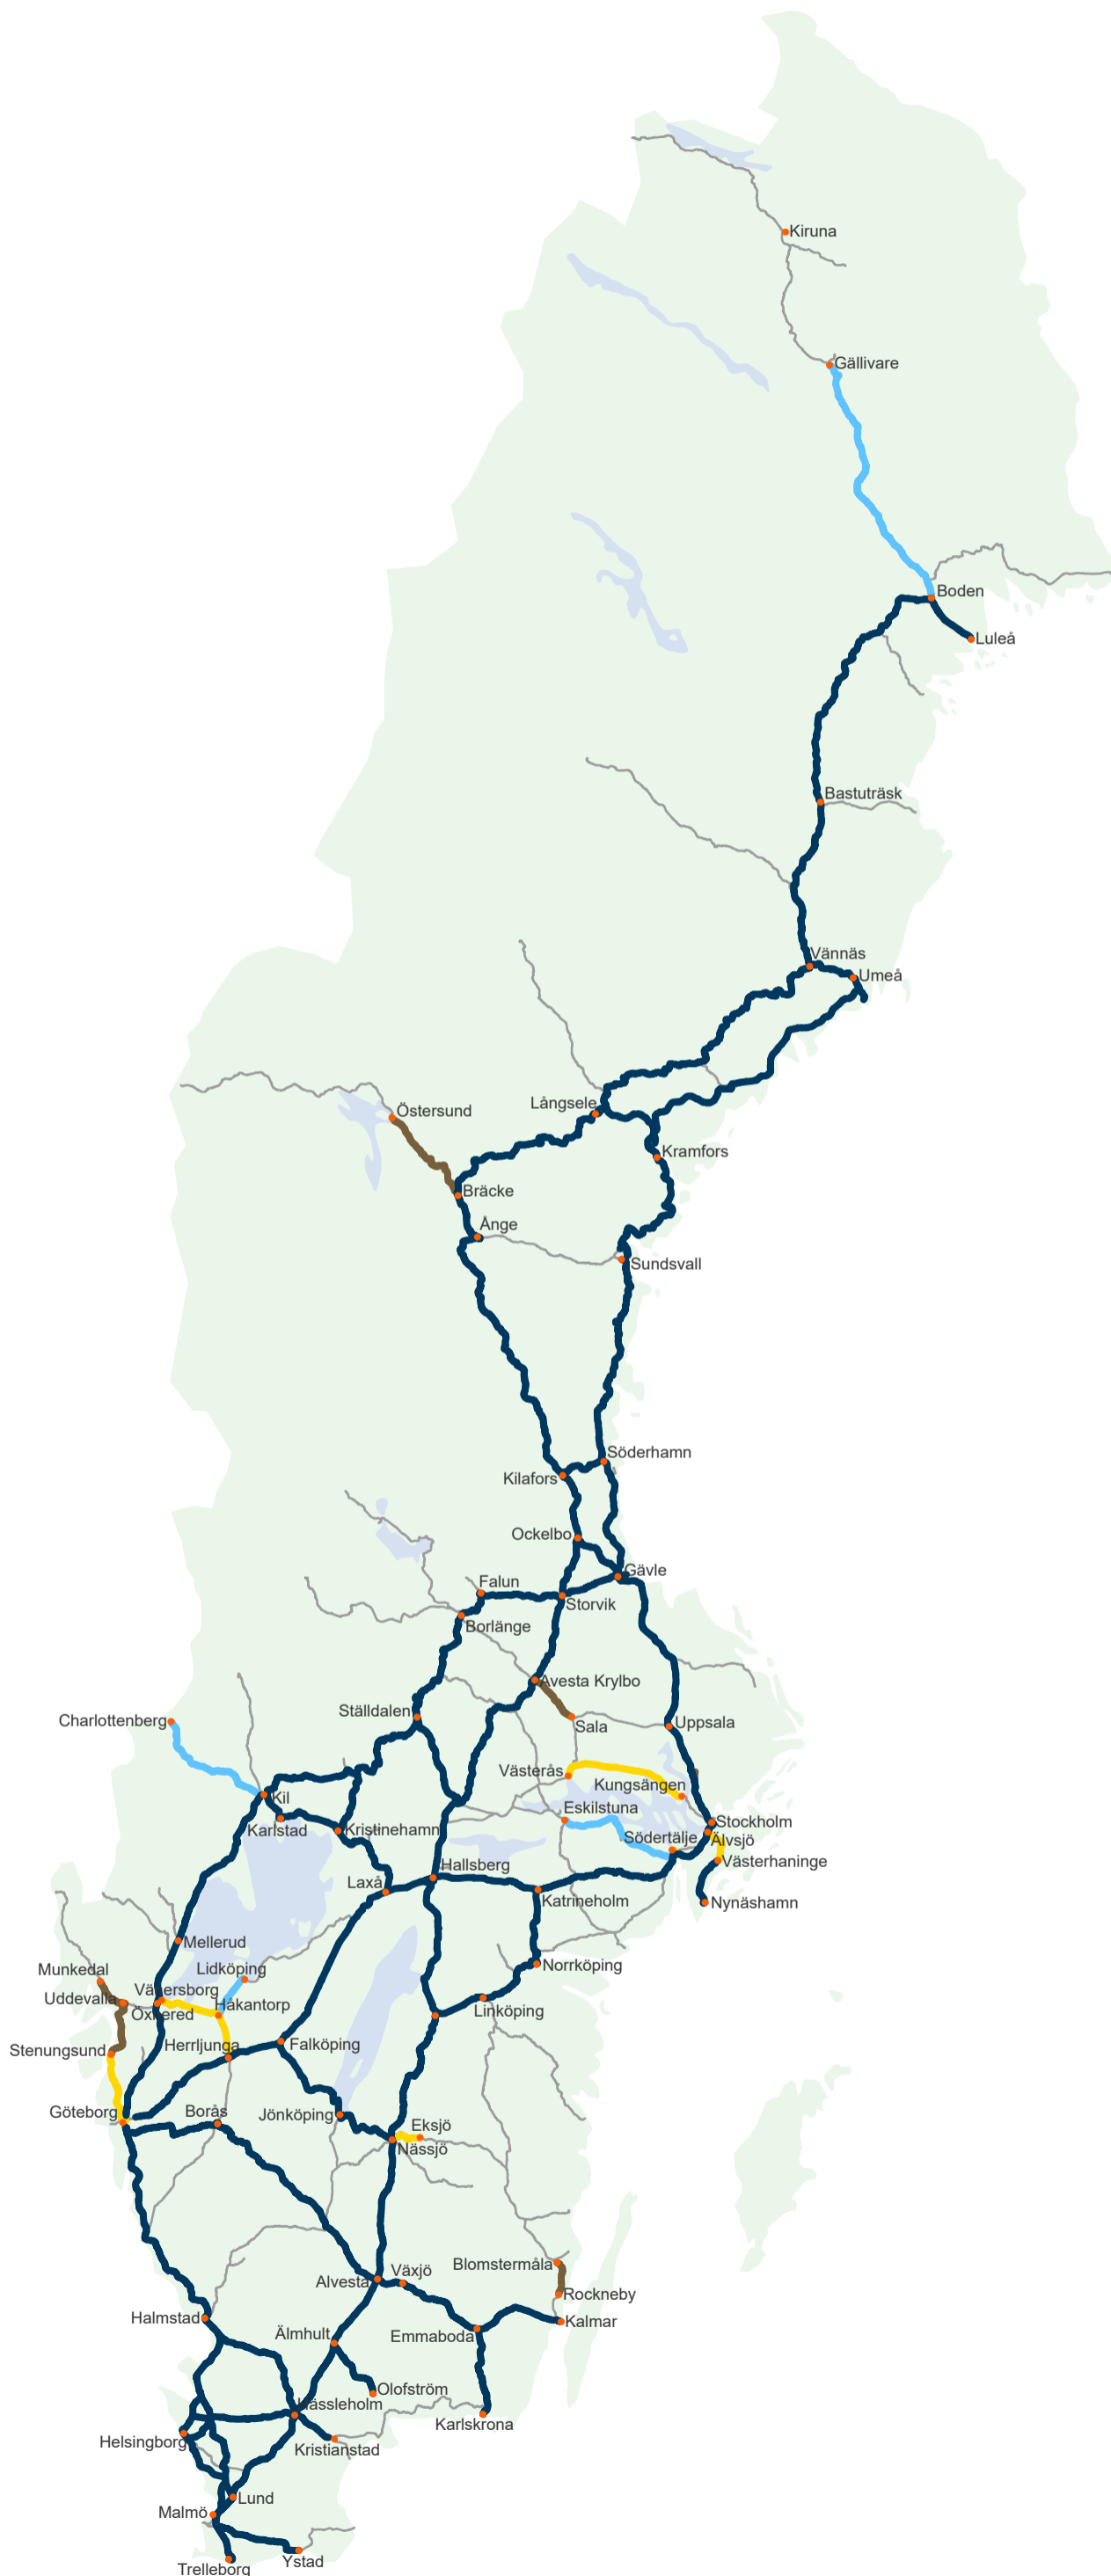 Kiruna
Gällivare
Boden
Luleå
Bastuträsk
Vännäs
Umeå
Långsele
Östersund
Kramfors
Bräcke
Ånge
Sundsvall
Söderhamn
Kilafors
Ockelbo
Gävle
Falun
Storvik
Borlänge
Avesta Krylbo
Ställdalen
Charlottenberg
Sala
Uppsala
Västerås
Kungsängen
Kil
Eskilstuna
Stockholm
Karlstad
Kristinehamn
Södertälje
Älvsjö
Västerhaninge
Hallsberg
Laxå
Katrineholm
Nynäshamn
Mellerud
Norrköping
Munkedal
Lidköping
Vänersborg
Uddevalla
Håkantorp
Öxnered
Linköping
Herrljunga
Falköping
Stenungsund
Göteborg
Borås
Jönköping
Eksjö
Nässjö
Blomstermåla
Växjö
Alvesta
Rockneby
Halmstad
Kalmar
Älmhult
Emmaboda
Olofström
Hässleholm
Karlskrona
Helsingborg
Kristianstad
Lund
Malmö
Ystad
Trelleborg